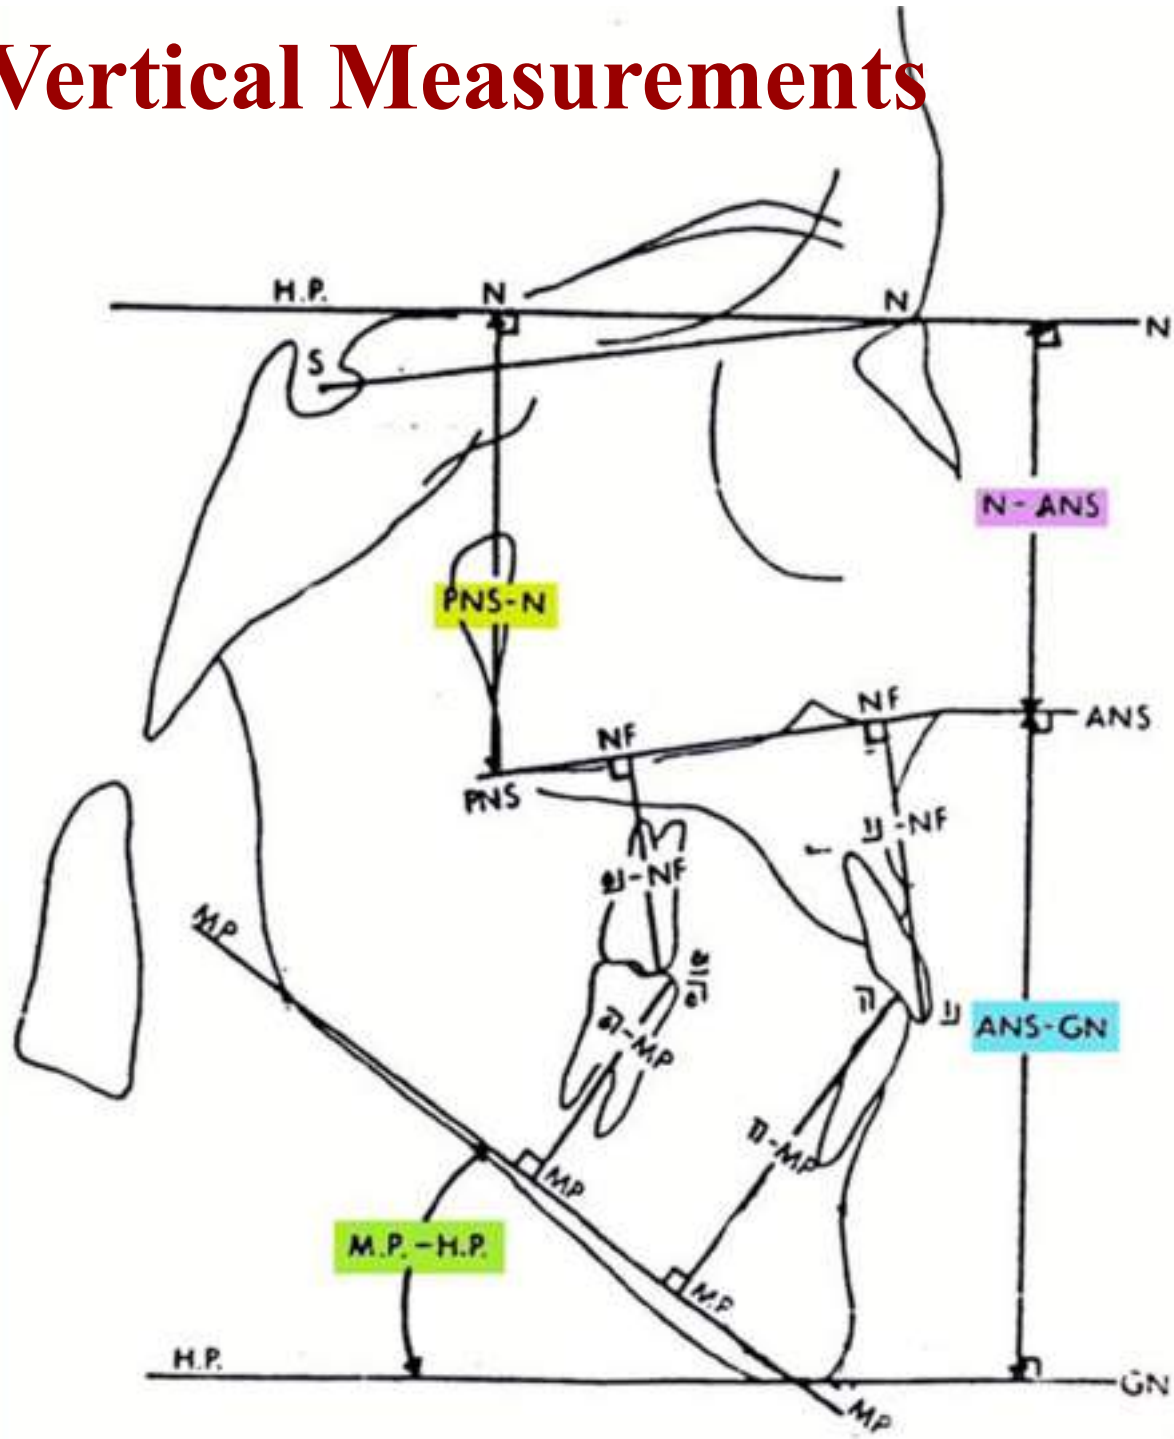 Vertical Measurements
H.P.
N
N
N
S
N-ANS
PNS-N
NF
NF
ANS
PNS
-NF
-NF
MP
-MP
ANS-GN
-MP
MP
M.P.-H.P.
MP
H.P.
GN
MP